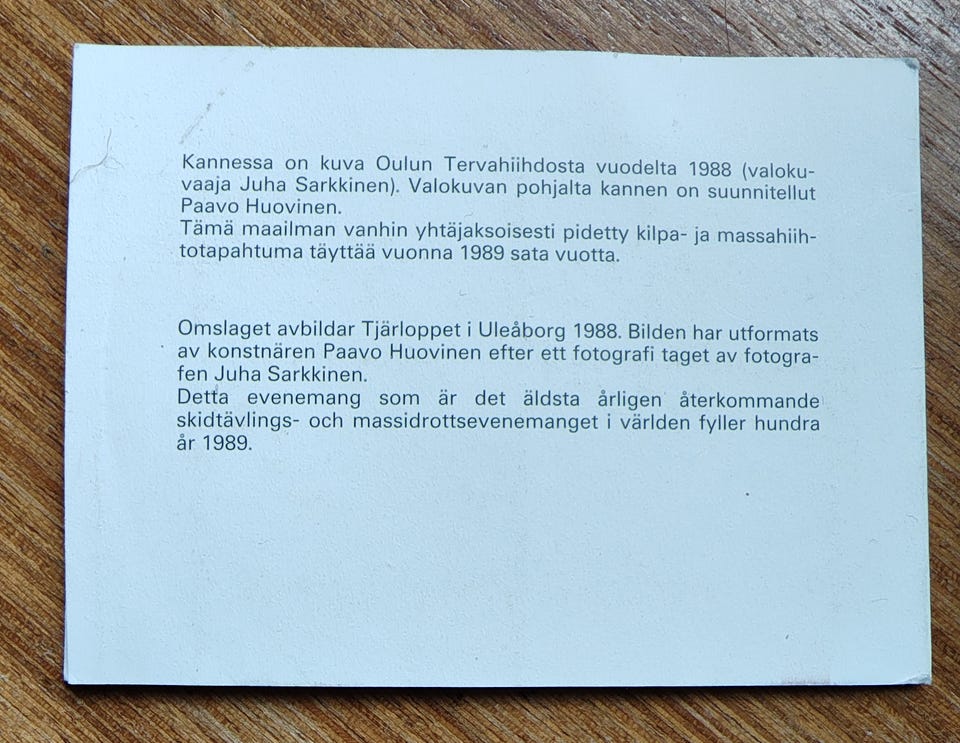 Kannessa on kuva Oulun Tervahiihdosta vuodelta 1988 (valoku-
vaaja Juha Sarkkinen). Valokuvan pohjalta kannen on suunnitellut
Paavo Huovinen.
Tämä maailman vanhin yhtäjaksoisesti pidetty kilpa- ja massahiih-
totapahtuma täyttää vuonna 1989 sata vuotta.
Omslaget avbildar Tjärloppet i Uleåborg 1988. Bilden har utformats
av konstnären Paavo Huovinen efter ett fotografi taget av fotogra-
fen Juha Sarkkinen.
Detta evenemang som är det äldsta årligen återkommande
skidtävlings- och massidrottsevenemanget i världen fyller hundra
år 1989.